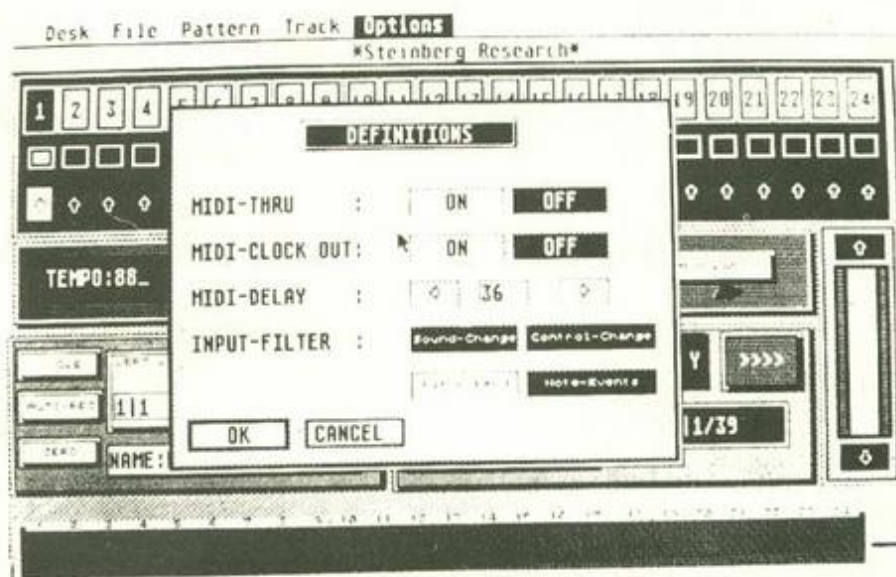 Desk File Pattern Track Options
*Steinberg Research*
1 2 3 4 19 20 21 22 23 24
DEFINITIONS
MIDI-THRU : ON OFF
MIDI-CLOCK OUT: ON OFF
TEMPO:88_
MIDI-DELAY : 36
INPUT-FILTER : Sound-Change Control-Change
Y >>>>
Note-Events
1|1
|1/39
OK CANCEL
NAME: